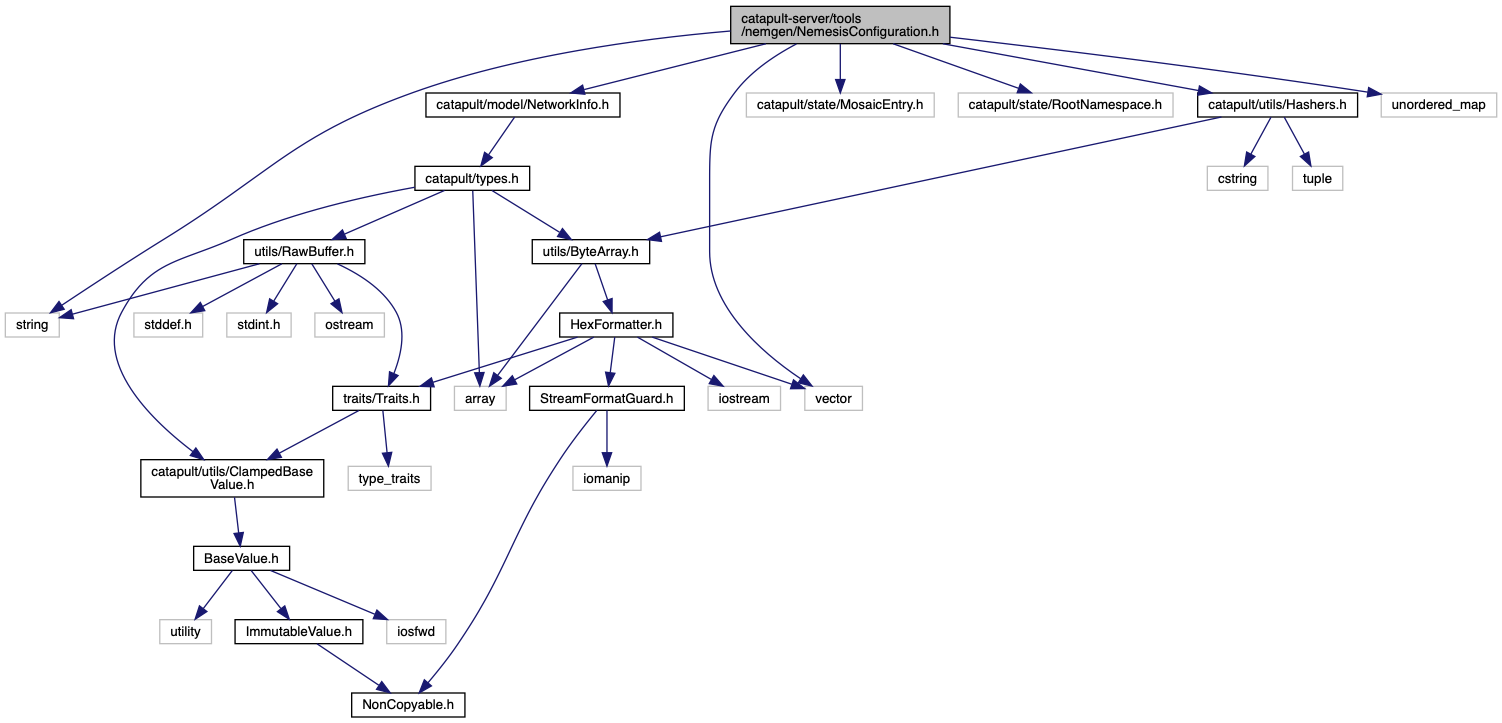 catapult-server/tools
/nemgen/NemesisConfiguration.h
catapult/model/NetworkInfo.h
catapult/state/MosaicEntry.h
catapult/state/RootNamespace.h
catapult/utils/Hashers.h
unordered_map
catapult/types.h
cstring
tuple
utils/RawBuffer.h
utils/ByteArray.h
string
stddef.h
stdint.h
ostream
HexFormatter.h
traits/Traits.h
array
StreamFormatGuard.h
iostream
vector
catapult/utils/ClampedBase
Value.h
type_traits
iomanip
BaseValue.h
utility
ImmutableValue.h
iosfwd
NonCopyable.h